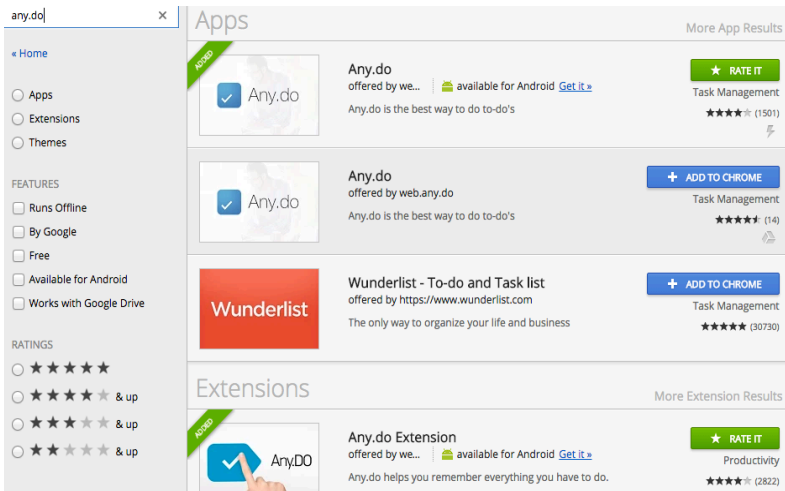 any.do
« Home
Apps
Extensions
Themes
FEATURES
Runs Offline
By Google
Free
Available for Android
Works with Google Drive
RATINGS
& up
& up
& up
Apps
More App Results
ADDED
Any.do
Any.do
offered by we... available for Android Get it »
Any.do is the best way to do to-do's
RATE IT
Task Management
(1501)
Any.do
Any.do
offered by web.any.do
Any.do is the best way to do to-do's
ADD TO CHROME
Task Management
(14)
Wunderlist
Wunderlist - To-do and Task list
offered by https://www.wunderlist.com
The only way to organize your life and business
ADD TO CHROME
Task Management
(30730)
Extensions
More Extension Results
ADDED
Any.DO
Any.do Extension
offered by we... available for Android Get it »
Any.do helps you remember everything you have to do.
RATE IT
Productivity
(2822)